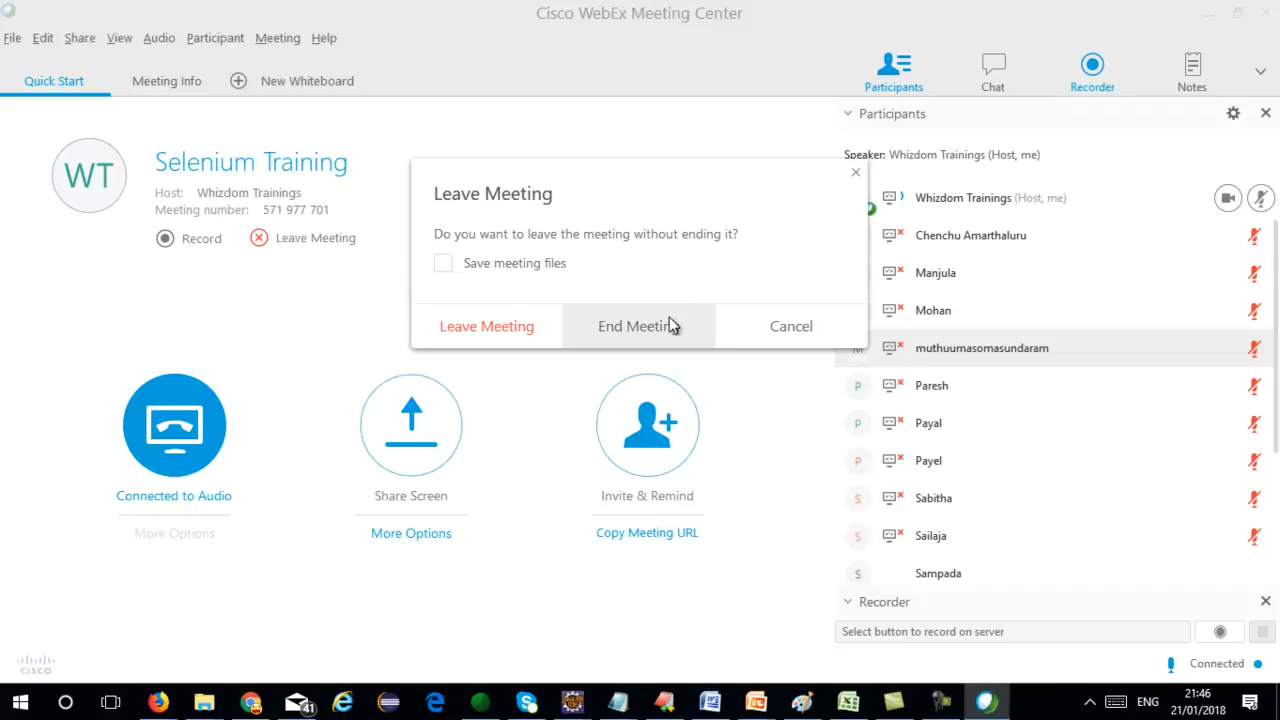 Cisco WebEx Meeting Center
File Edit Share View Audio Participant Meeting Help
Quick Start Meeting Info New Whiteboard
Participants Chat Recorder Notes
Participants
WT
Selenium Training
Host: Whizdom Trainings
Meeting number: 571 977 701
Record Leave Meeting
Leave Meeting
Do you want to leave the meeting without ending it?
Save meeting files
Leave Meeting End Meeting Cancel
Connected to Audio
More Options
Share Screen
More Options
Invite & Remind
Copy Meeting URL
Speaker: Whizdom Trainings (Host, me)
Whizdom Trainings (Host, me)
Chenchu Amarthaluru
Manjula
Mohan
M muthuumasomasundaram
P Paresh
P Payal
P Payel
S Sabitha
S Sailaja
S Sampada
Recorder
Select button to record on server
Connected
CISCO
41
ENG
21:46
21/01/2018